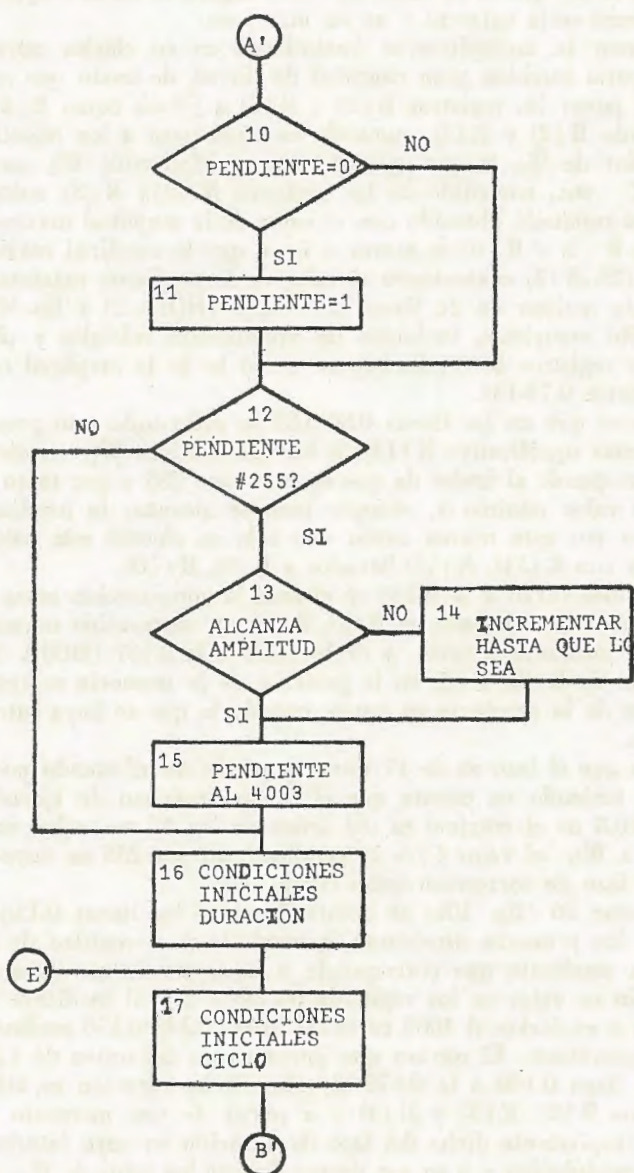 A'
10
PENDIENTE=0?
NO
SI
11 PENDIENTE=1
NO
12
PENDIENTE
#255?
SI
13
ALCANZA
AMPLITUD
NO
14
INCREMENTAR
HASTA QUE LO
SEA
SI
15
PENDIENTE
AL 4003
16 CONDICIONES
INICIALES
DURACION
E'
17
CONDICIONES
INICIALES
CICLO
B'